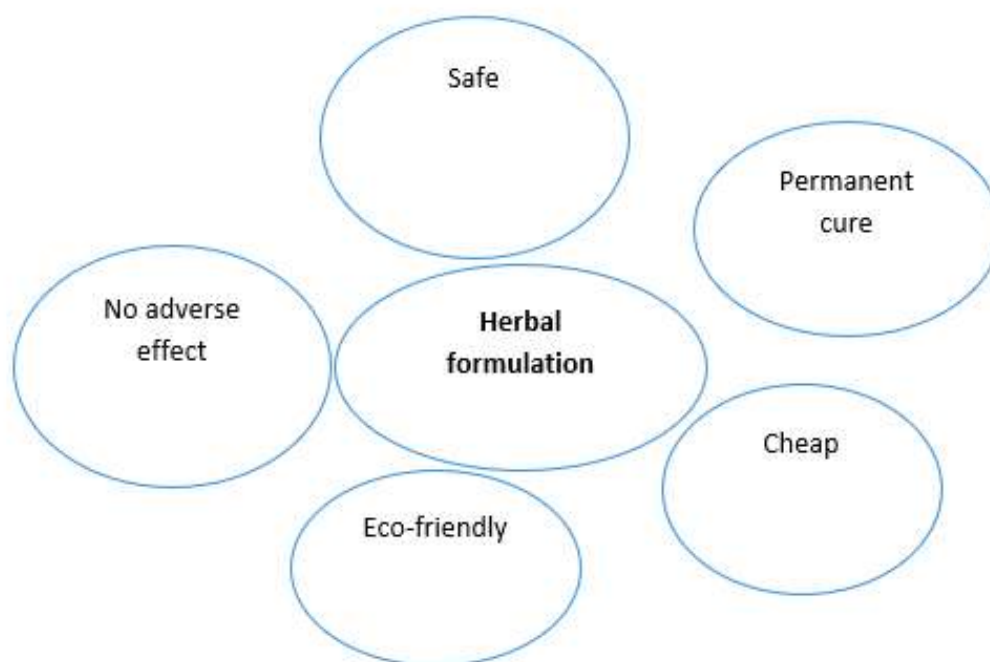 Safe
Permanent
cure
No adverse
effect
Herbal
formulation
Cheap
Eco-friendly